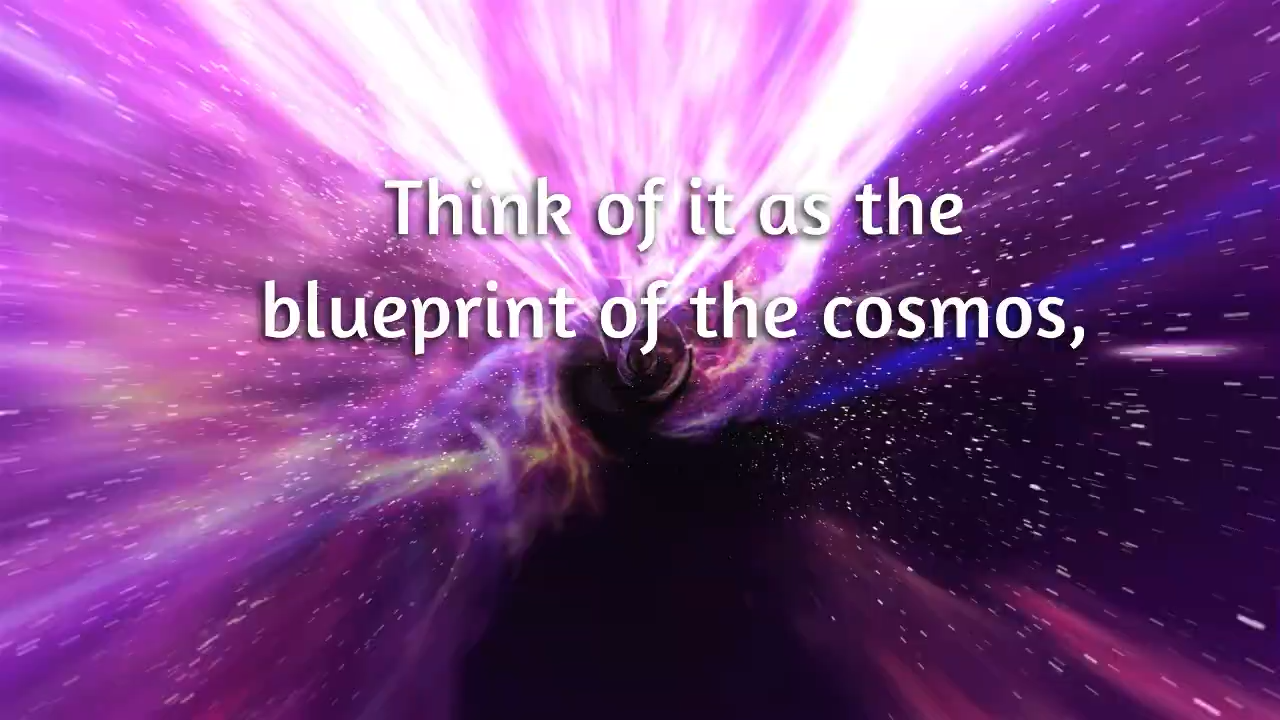 Think of it as the
blueprint of the cosmos,